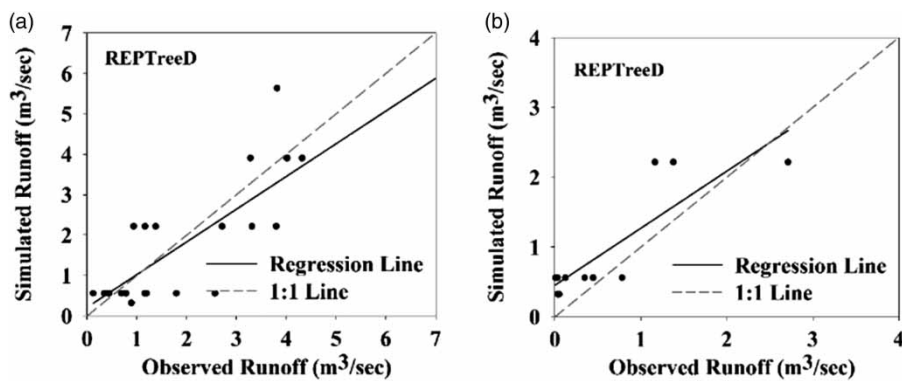 (a)
REPTreeD
Simulated Runoff (m³/sec)
7
6
5
4
3
2
1
0
Regression Line
1:1 Line
0 1 2 3 4 5 6 7
Observed Runoff (m³/sec)
(b)
REPTreeD
Simulated Runoff (m³/sec)
4
3
2
1
0
Regression Line
1:1 Line
0 1 2 3 4
Observed Runoff (m³/sec)